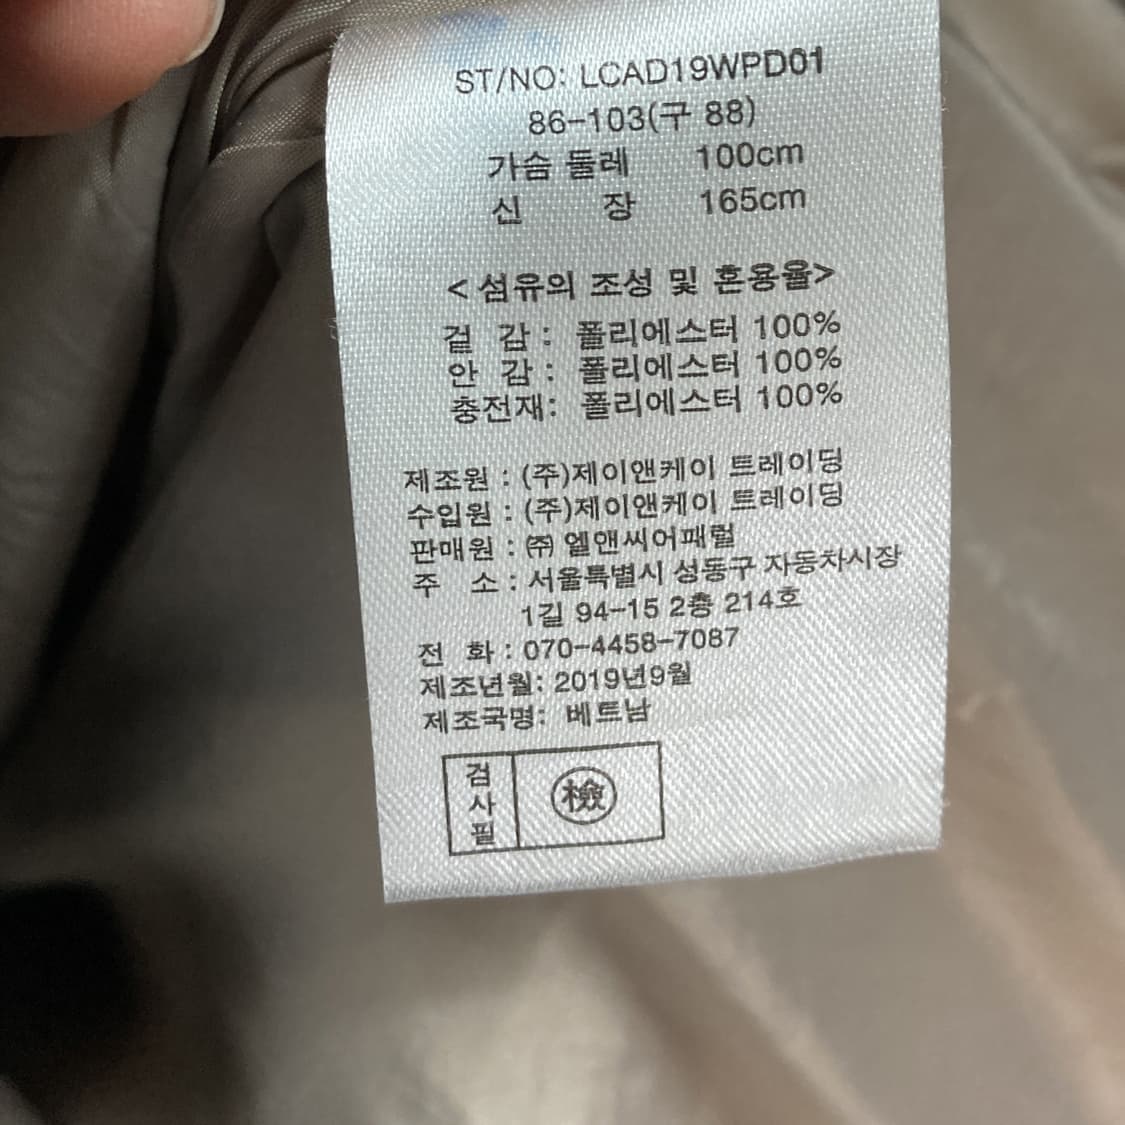 ST/NO: LCAD19WPD01
86-103(구 88)
가슴 둘레 100cm
신 장 165cm
<섬유의 조성 및 혼용율>
겉 감 : 폴리에스터 100%
안 감 : 폴리에스터 100%
충전재: 폴리에스터 100%
제조원 : (주)제이앤케이 트레이딩
수입원 : (주)제이앤케이 트레이딩
판매원 : ㈜ 엘앤씨어패럴
주 소 : 서울특별시 성동구 자동차시장
1길 94-15 2층 214호
전 화 : 070-4458-7087
제조년월: 2019년9월
제조국명: 베트남
검사필 檢